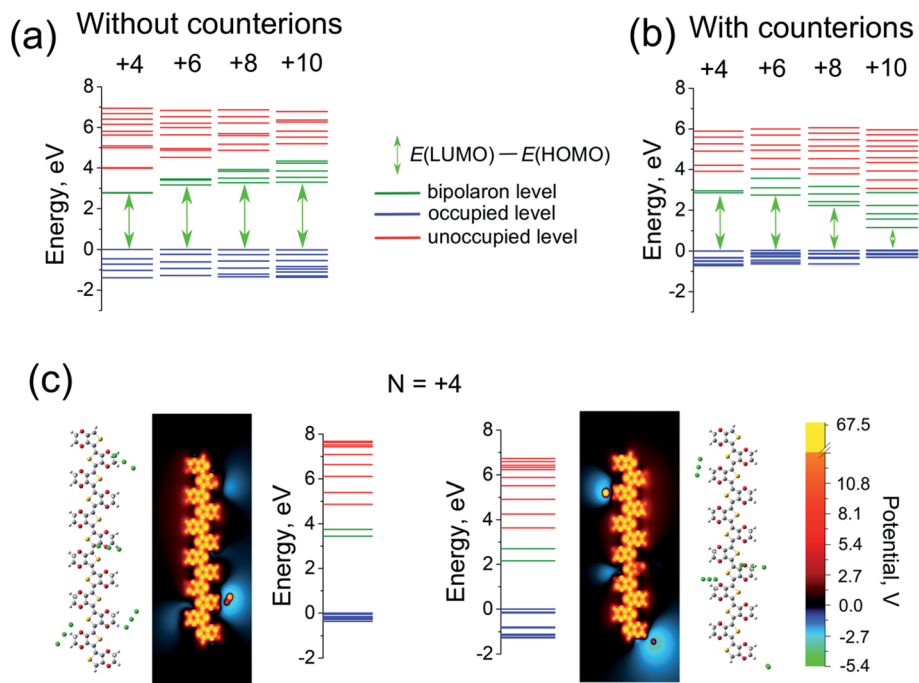 (a) Without counterions
+4 +6 +8 +10
8
6
4
2
0
-2
Energy, eV
E(LUMO) — E(HOMO)
bipolaron level
occupied level
unoccupied level
(b) With counterions
+4 +6 +8 +10
8
6
4
2
0
-2
Energy, eV
(c) N = +4
8
6
4
2
0
-2
Energy, eV
8
6
4
2
0
-2
Energy, eV
67.5
10.8
8.1
5.4
2.7
0.0
-2.7
-5.4
Potential, V